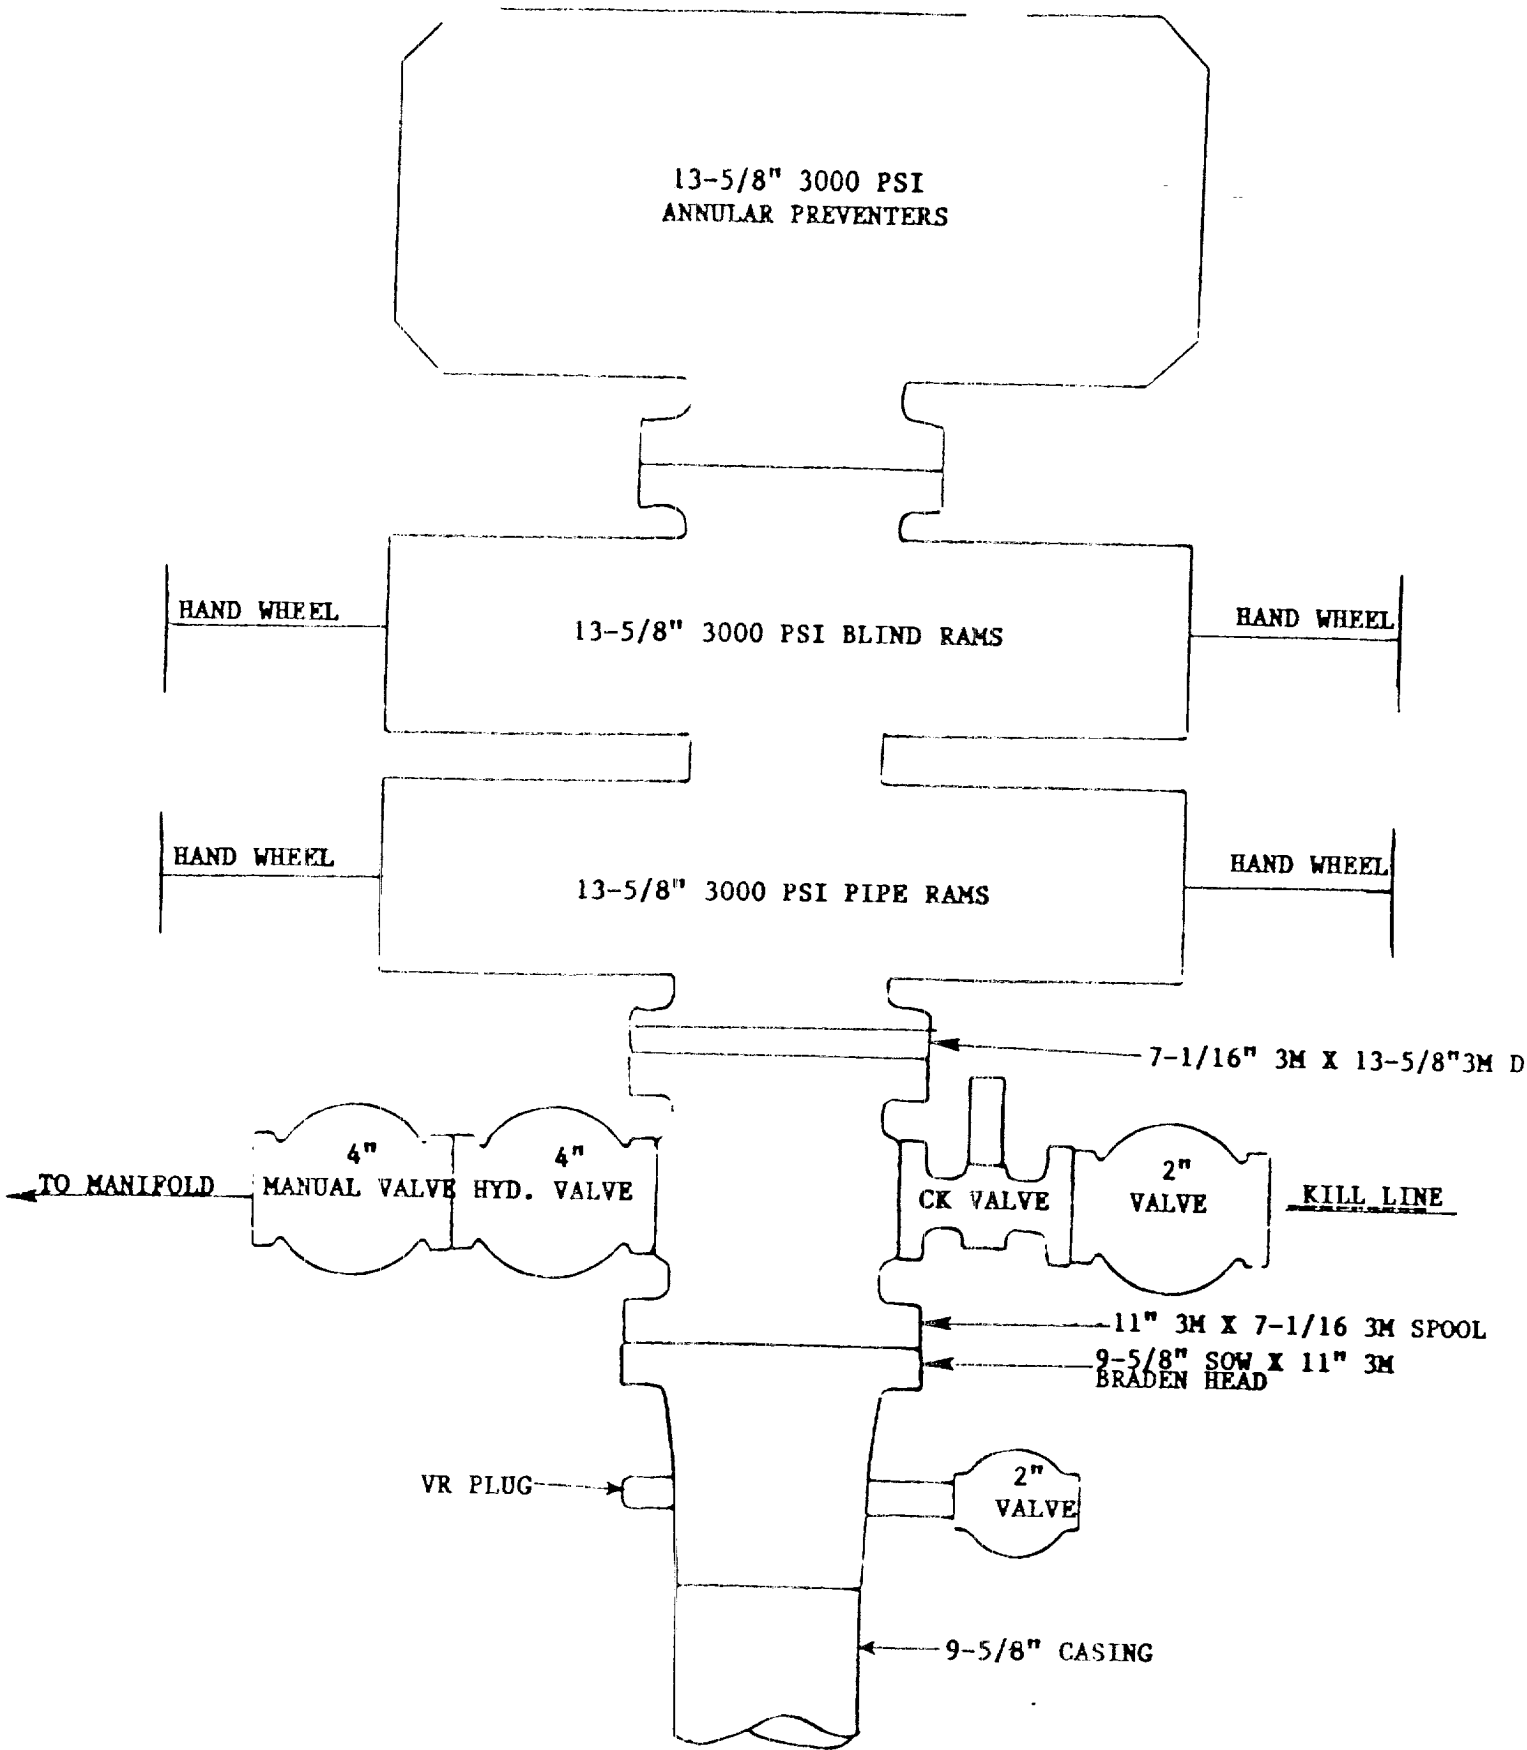 13-5/8" 3000 PSI
ANNULAR PREVENTERS
HAND WHEEL
13-5/8" 3000 PSI BLIND RAMS
HAND WHEEL
HAND WHEEL
13-5/8" 3000 PSI PIPE RAMS
HAND WHEEL
7-1/16" 3M X 13-5/8"3M D
TO MANIFOLD
4"
MANUAL VALVE
4"
HYD. VALVE
CK VALVE
2"
VALVE
KILL LINE
11" 3M X 7-1/16 3M SPOOL
9-5/8" SOW X 11" 3M
BRADEN HEAD
VR PLUG
2"
VALVE
9-5/8" CASING